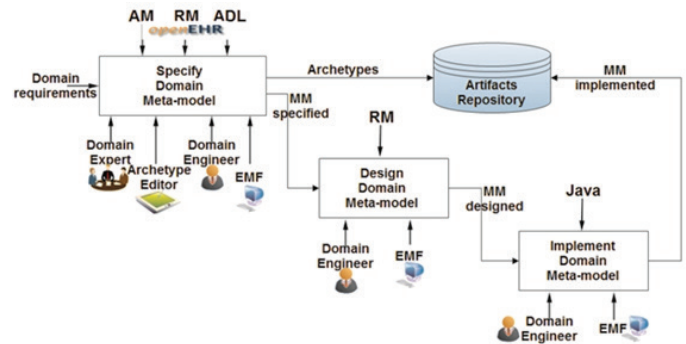 AM RM ADL
openEHR
Domain
requirements
Specify
Domain
Meta-model
Archetypes
MM
specified
Artifacts
Repository
MM
implemented
Domain
Expert
Archetype
Editor
Domain
Engineer
EMF
RM
Design
Domain
Meta-model
MM
designed
Domain
Engineer
EMF
Java
Implement
Domain
Meta-model
Domain
Engineer
EMF